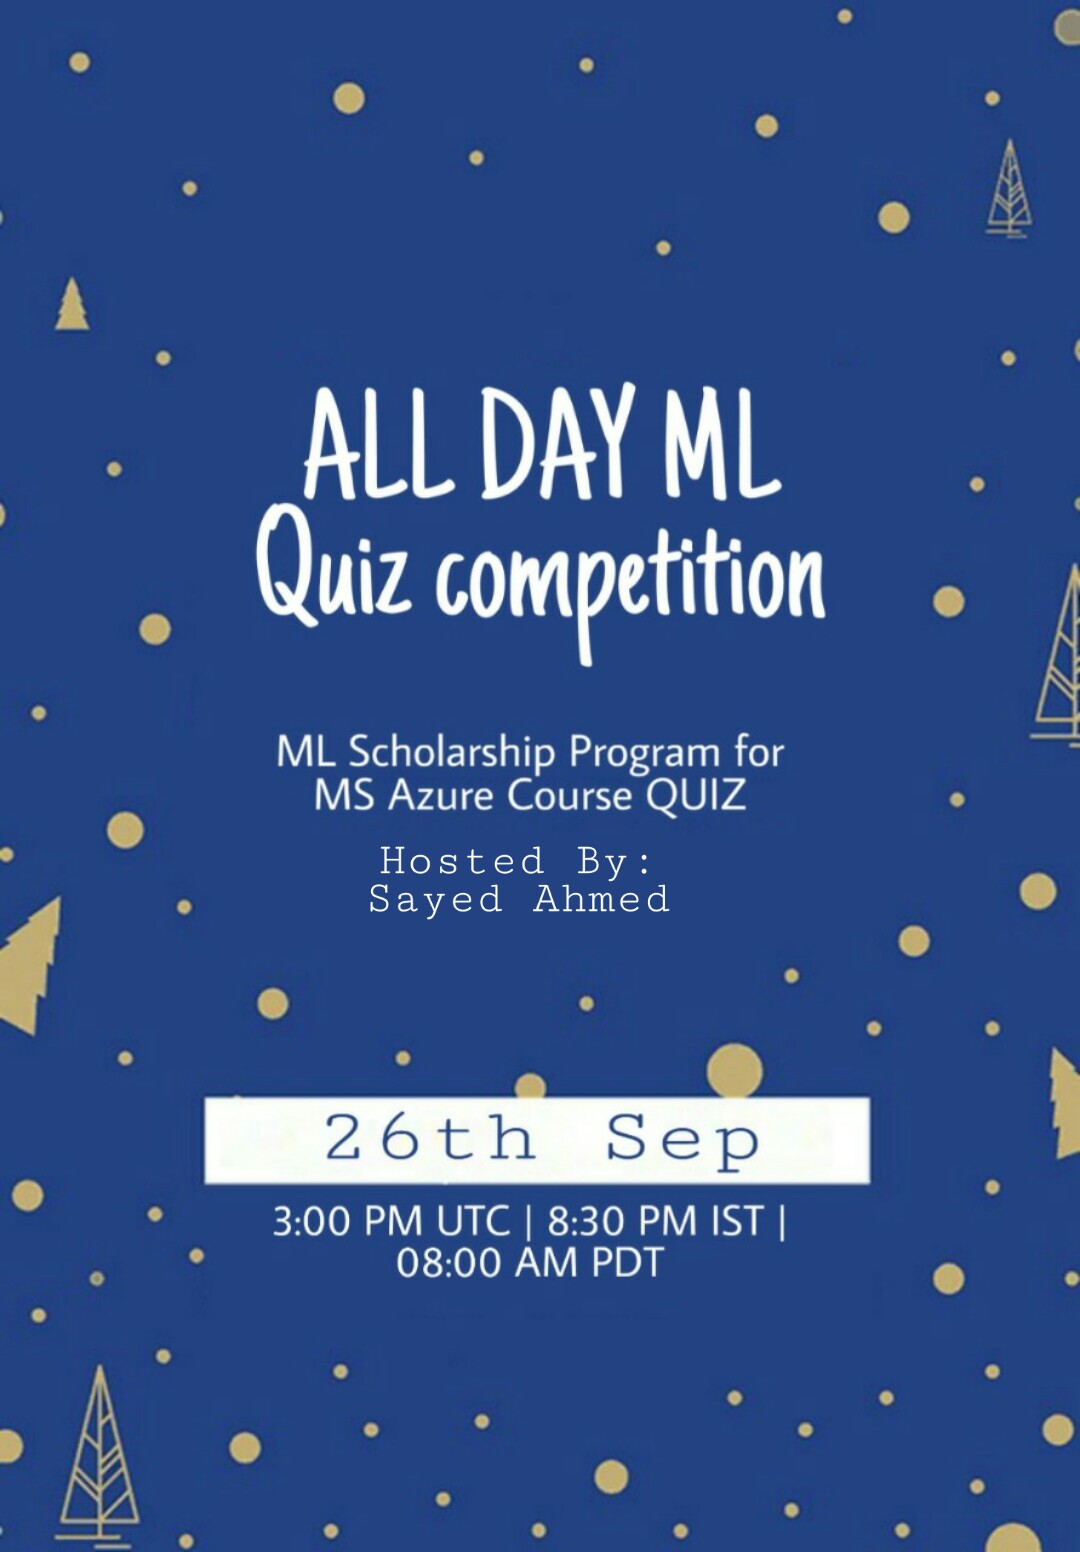 ALL DAY ML
Quiz competition
ML Scholarship Program for
MS Azure Course QUIZ
Hosted By:
Sayed Ahmed
26th Sep
3:00 PM UTC | 8:30 PM IST |
08:00 AM PDT